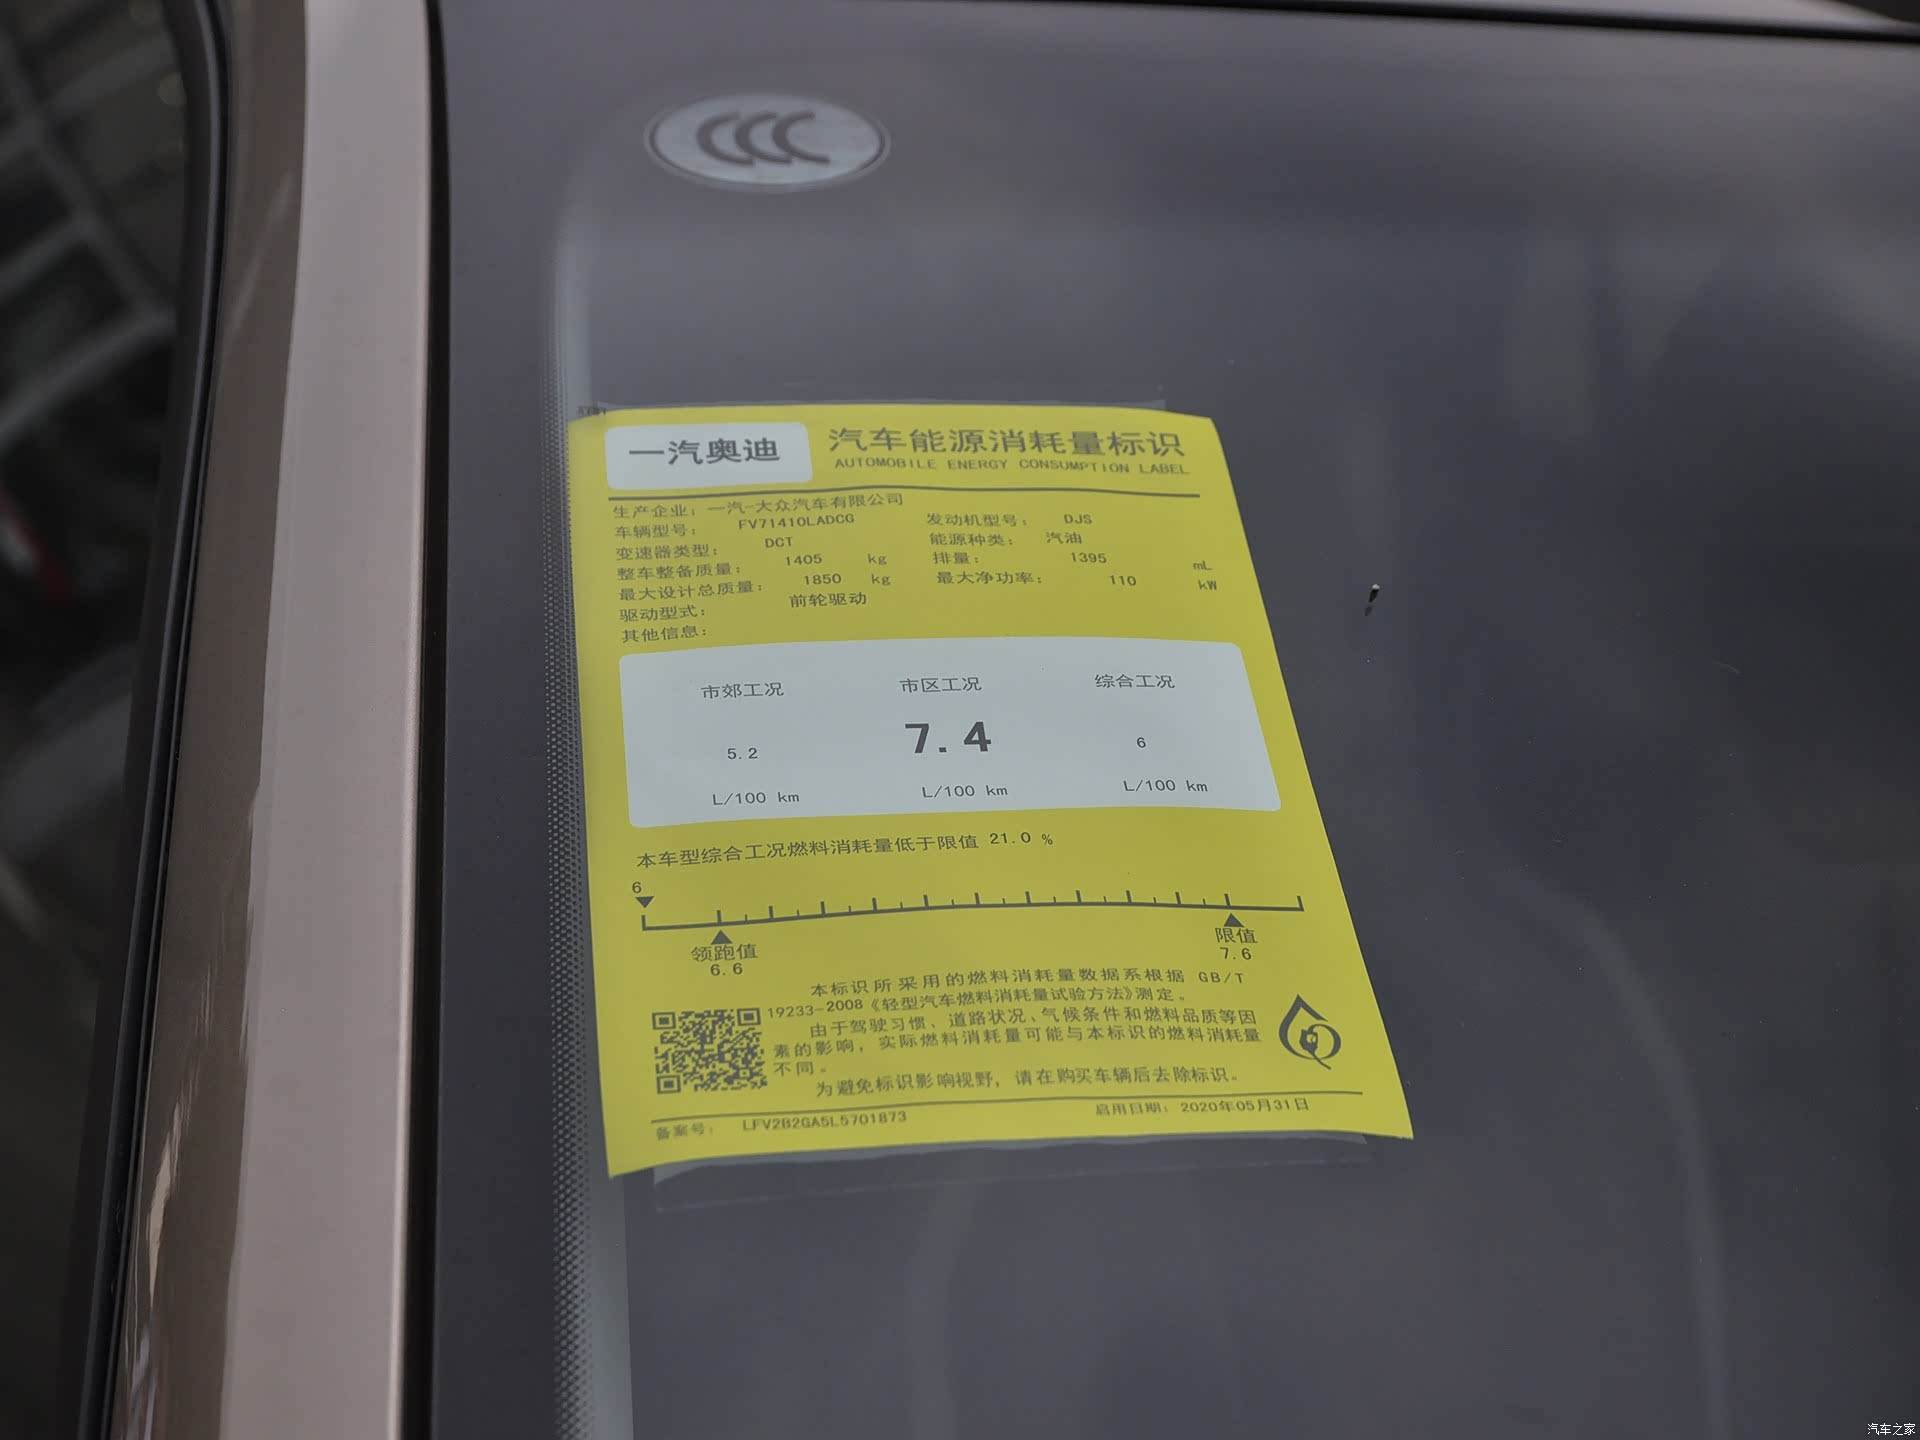 CCC
一汽奥迪
汽车能源消耗量标识
AUTOMOBILE ENERGY CONSUMPTION LABEL
生产企业：一汽-大众汽车有限公司
车辆型号： FV71410LADCG 发动机型号： DJS
变速器类型： DCT 能源种类： 汽油
整车整备质量： 1405 kg 排量： 1395 mL
最大设计总质量： 1850 kg 最大净功率： 110 kW
驱动型式： 前轮驱动
其他信息：
市郊工况 市区工况 综合工况
5.2 7.4 6
L/100 km L/100 km L/100 km
本车型综合工况燃料消耗量低于限值 21.0 %
6
领跑值 限值
6.6 7.6
本标识所采用的燃料消耗量数据系根据 GB/T
19233-2008《轻型汽车燃料消耗量试验方法》测定。
由于驾驶习惯、道路状况、气候条件和燃料品质等因
素的影响，实际燃料消耗量可能与本标识的燃料消耗量
不同。
为避免标识影响视野，请在购买车辆后去除标识。
备案号： LFV2B2GA5L5701873 启用日期： 2020年05月31日
汽车之家